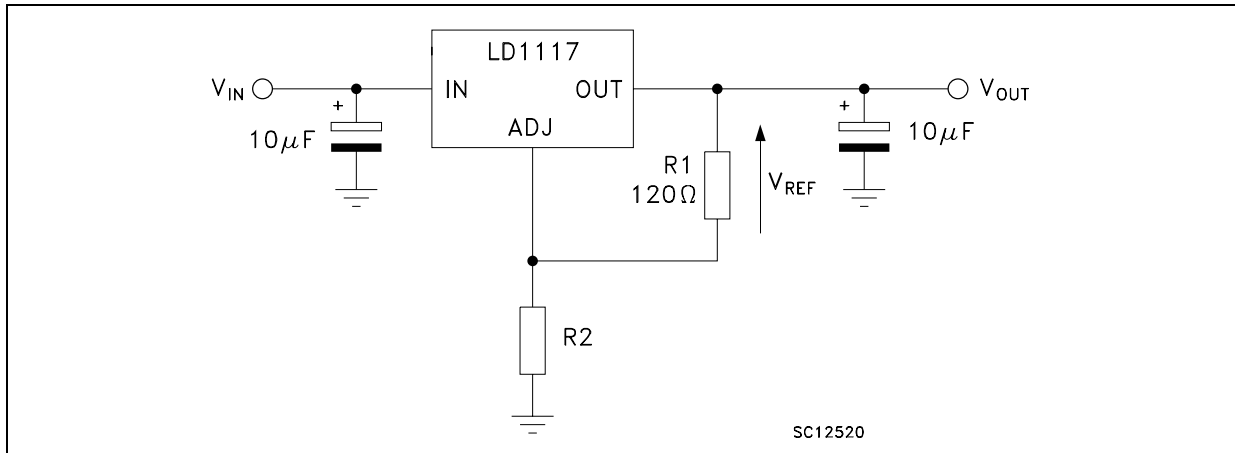 LD1117
V_IN
IN
OUT
V_OUT
+
10μF
ADJ
+
10μF
R1
120Ω
V_REF
R2
SC12520